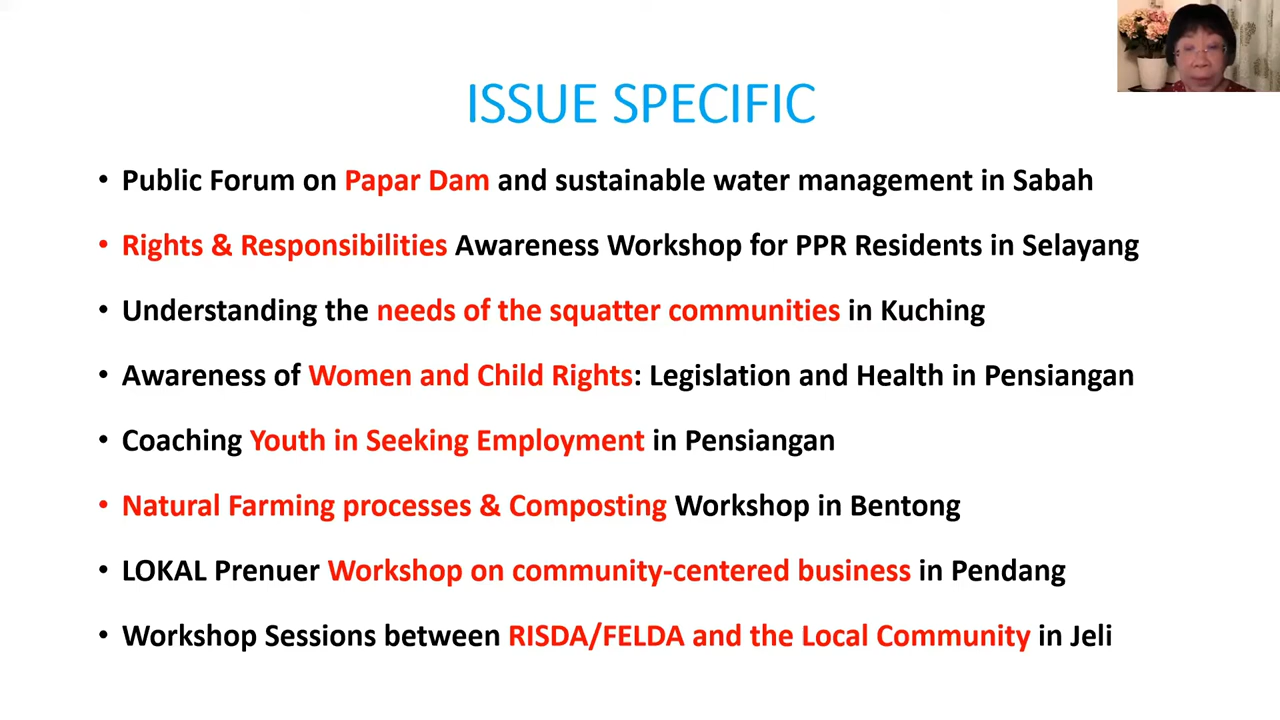 ISSUE SPECIFIC
• Public Forum on Papar Dam and sustainable water management in Sabah
• Rights & Responsibilities Awareness Workshop for PPR Residents in Selayang
• Understanding the needs of the squatter communities in Kuching
• Awareness of Women and Child Rights: Legislation and Health in Pensiangan
• Coaching Youth in Seeking Employment in Pensiangan
• Natural Farming processes & Composting Workshop in Bentong
• LOKAL Prenuer Workshop on community-centered business in Pendang
• Workshop Sessions between RISDA/FELDA and the Local Community in Jeli